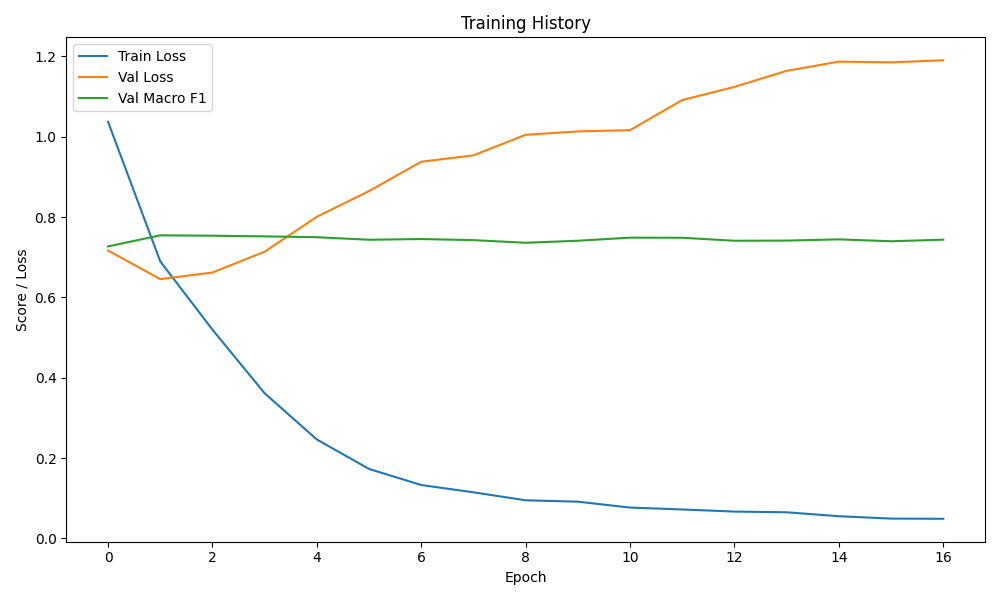 Training History
Train Loss
Val Loss
Val Macro F1
Score / Loss
1.2
1.0
0.8
0.6
0.4
0.2
0.0
0 2 4 6 8 10 12 14 16
Epoch